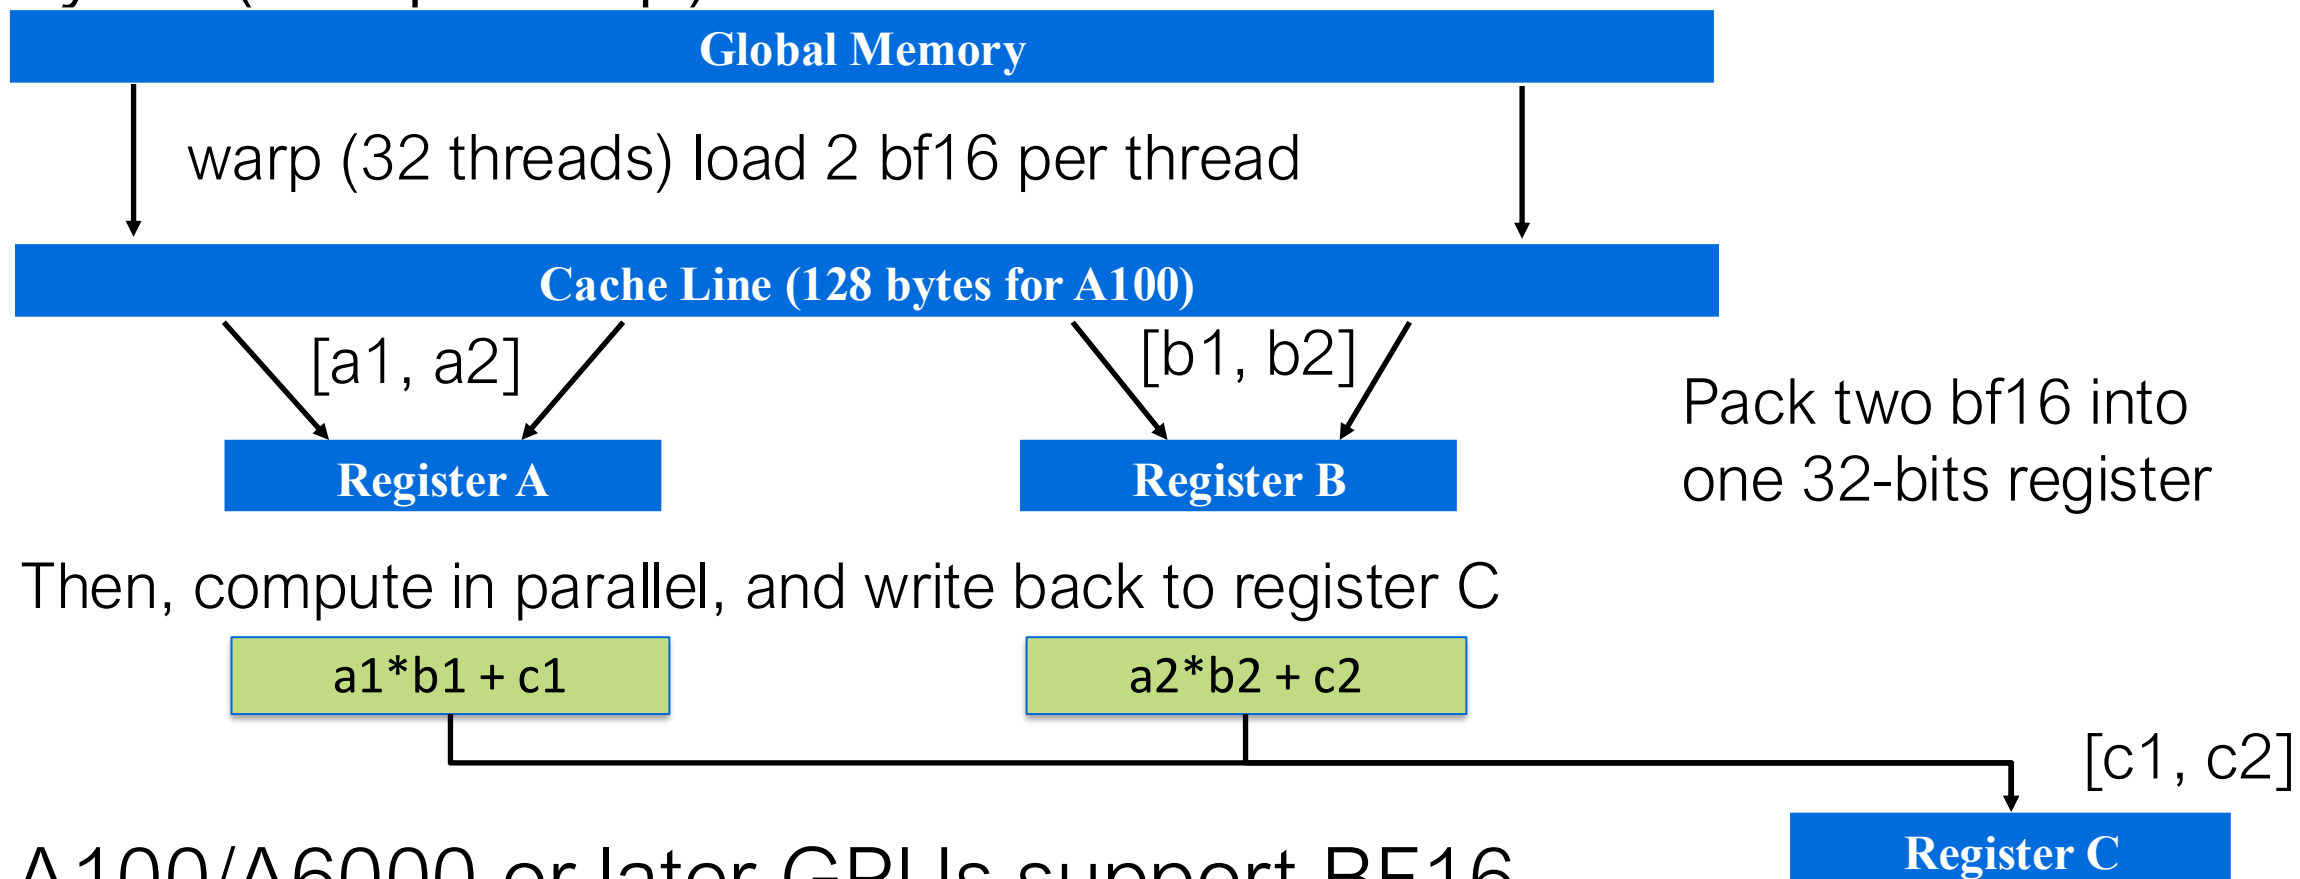 Global Memory
warp (32 threads) load 2 bf16 per thread
Cache Line (128 bytes for A100)
[a1, a2]
[b1, b2]
Pack two bf16 into
one 32-bits register
Register A
Register B
Then, compute in parallel, and write back to register C
a1*b1 + c1
a2*b2 + c2
[c1, c2]
Register C
A100/A6000 or later GPUs support BF16